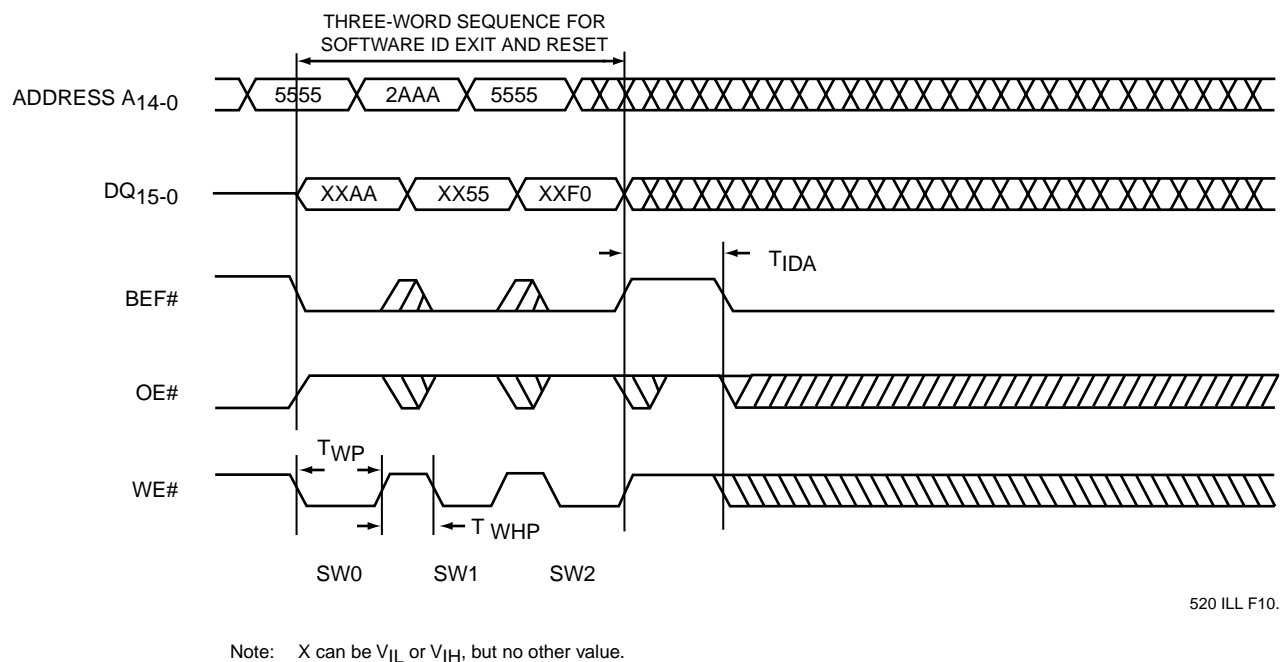 THREE-WORD SEQUENCE FOR
SOFTWARE ID EXIT AND RESET
ADDRESS A14-0 5555 2AAA 5555
DQ15-0 XXAA XX55 XXF0
TIDA
BEF#
OE#
TWP
WE#
T WHP
SW0 SW1 SW2
520 ILL F10.
Note: X can be VIL or VIH, but no other value.